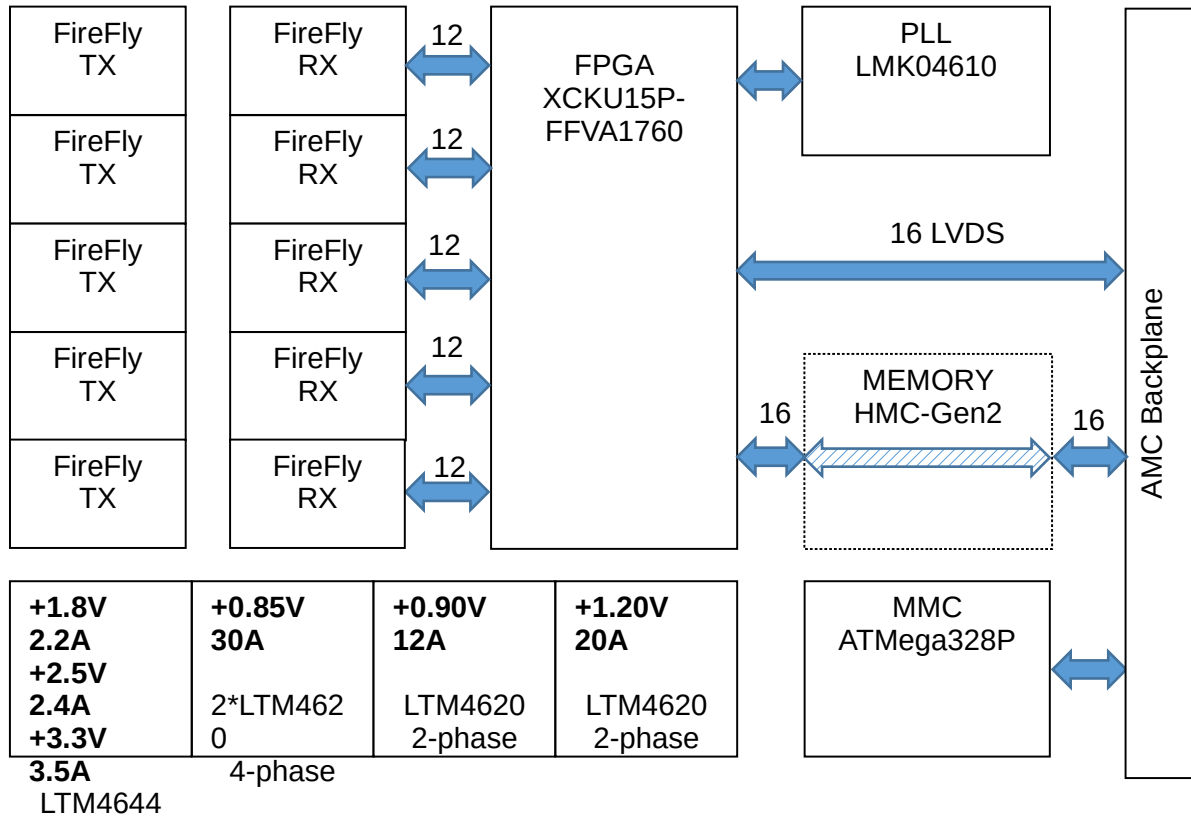 FireFly
TX
FireFly
TX
FireFly
TX
FireFly
TX
FireFly
TX
FireFly
RX
FireFly
RX
FireFly
RX
FireFly
RX
FireFly
RX
12
12
12
12
12
FPGA
XCKU15P-
FFVA1760
PLL
LMK04610
16 LVDS
16
MEMORY
HMC-Gen2
16
AMC Backplane
+1.8V
2.2A
+2.5V
2.4A
+3.3V
3.5A
LTM4644
+0.85V
30A
2*LTM462
0
4-phase
+0.90V
12A
LTM4620
2-phase
+1.20V
20A
LTM4620
2-phase
MMC
ATMega328P